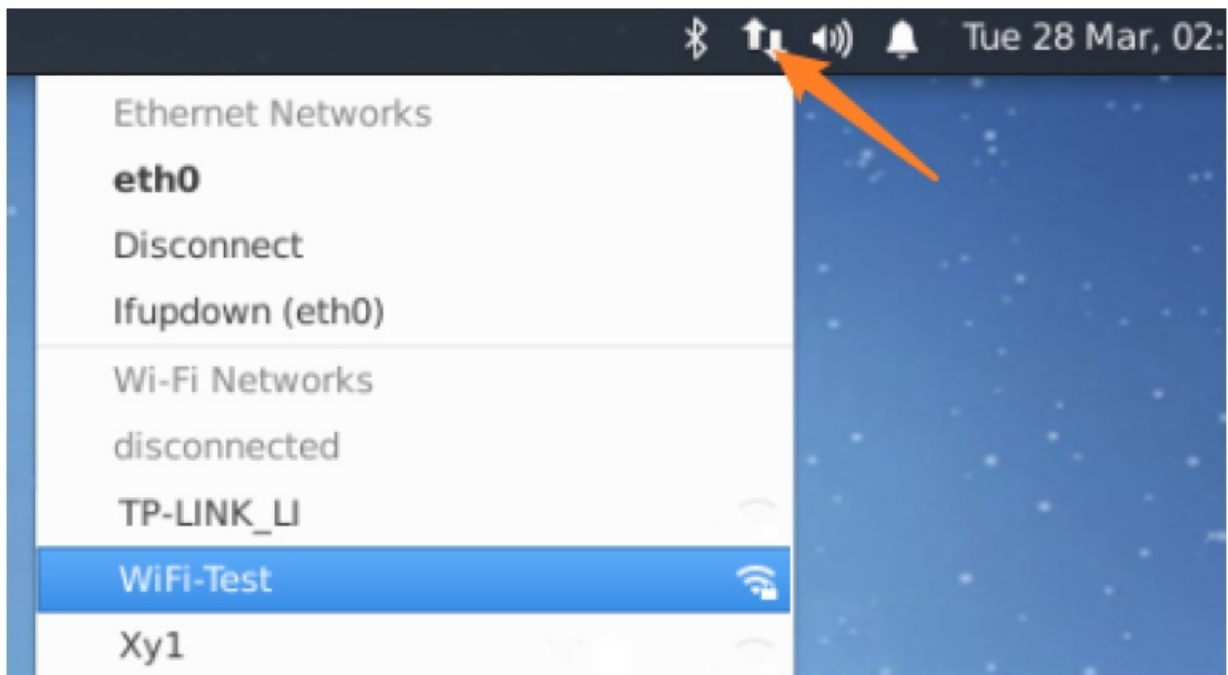 Tue 28 Mar, 02:
Ethernet Networks
eth0
Disconnect
Ifupdown (eth0)
Wi-Fi Networks
disconnected
TP-LINK_LI
WiFi-Test
Xy1